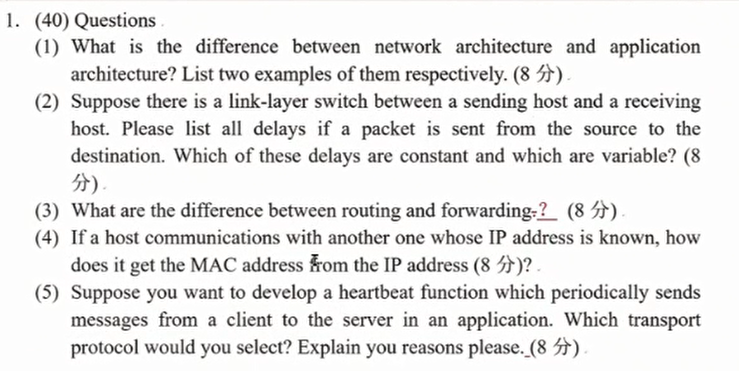 1. (40) Questions
(1) What is the difference between network architecture and application
architecture? List two examples of them respectively. (8 分)
(2) Suppose there is a link-layer switch between a sending host and a receiving
host. Please list all delays if a packet is sent from the source to the
destination. Which of these delays are constant and which are variable? (8
分)
(3) What are the difference between routing and forwarding.? (8 分)
(4) If a host communications with another one whose IP address is known, how
does it get the MAC address from the IP address (8 分)?
(5) Suppose you want to develop a heartbeat function which periodically sends
messages from a client to the server in an application. Which transport
protocol would you select? Explain you reasons please. (8 分)